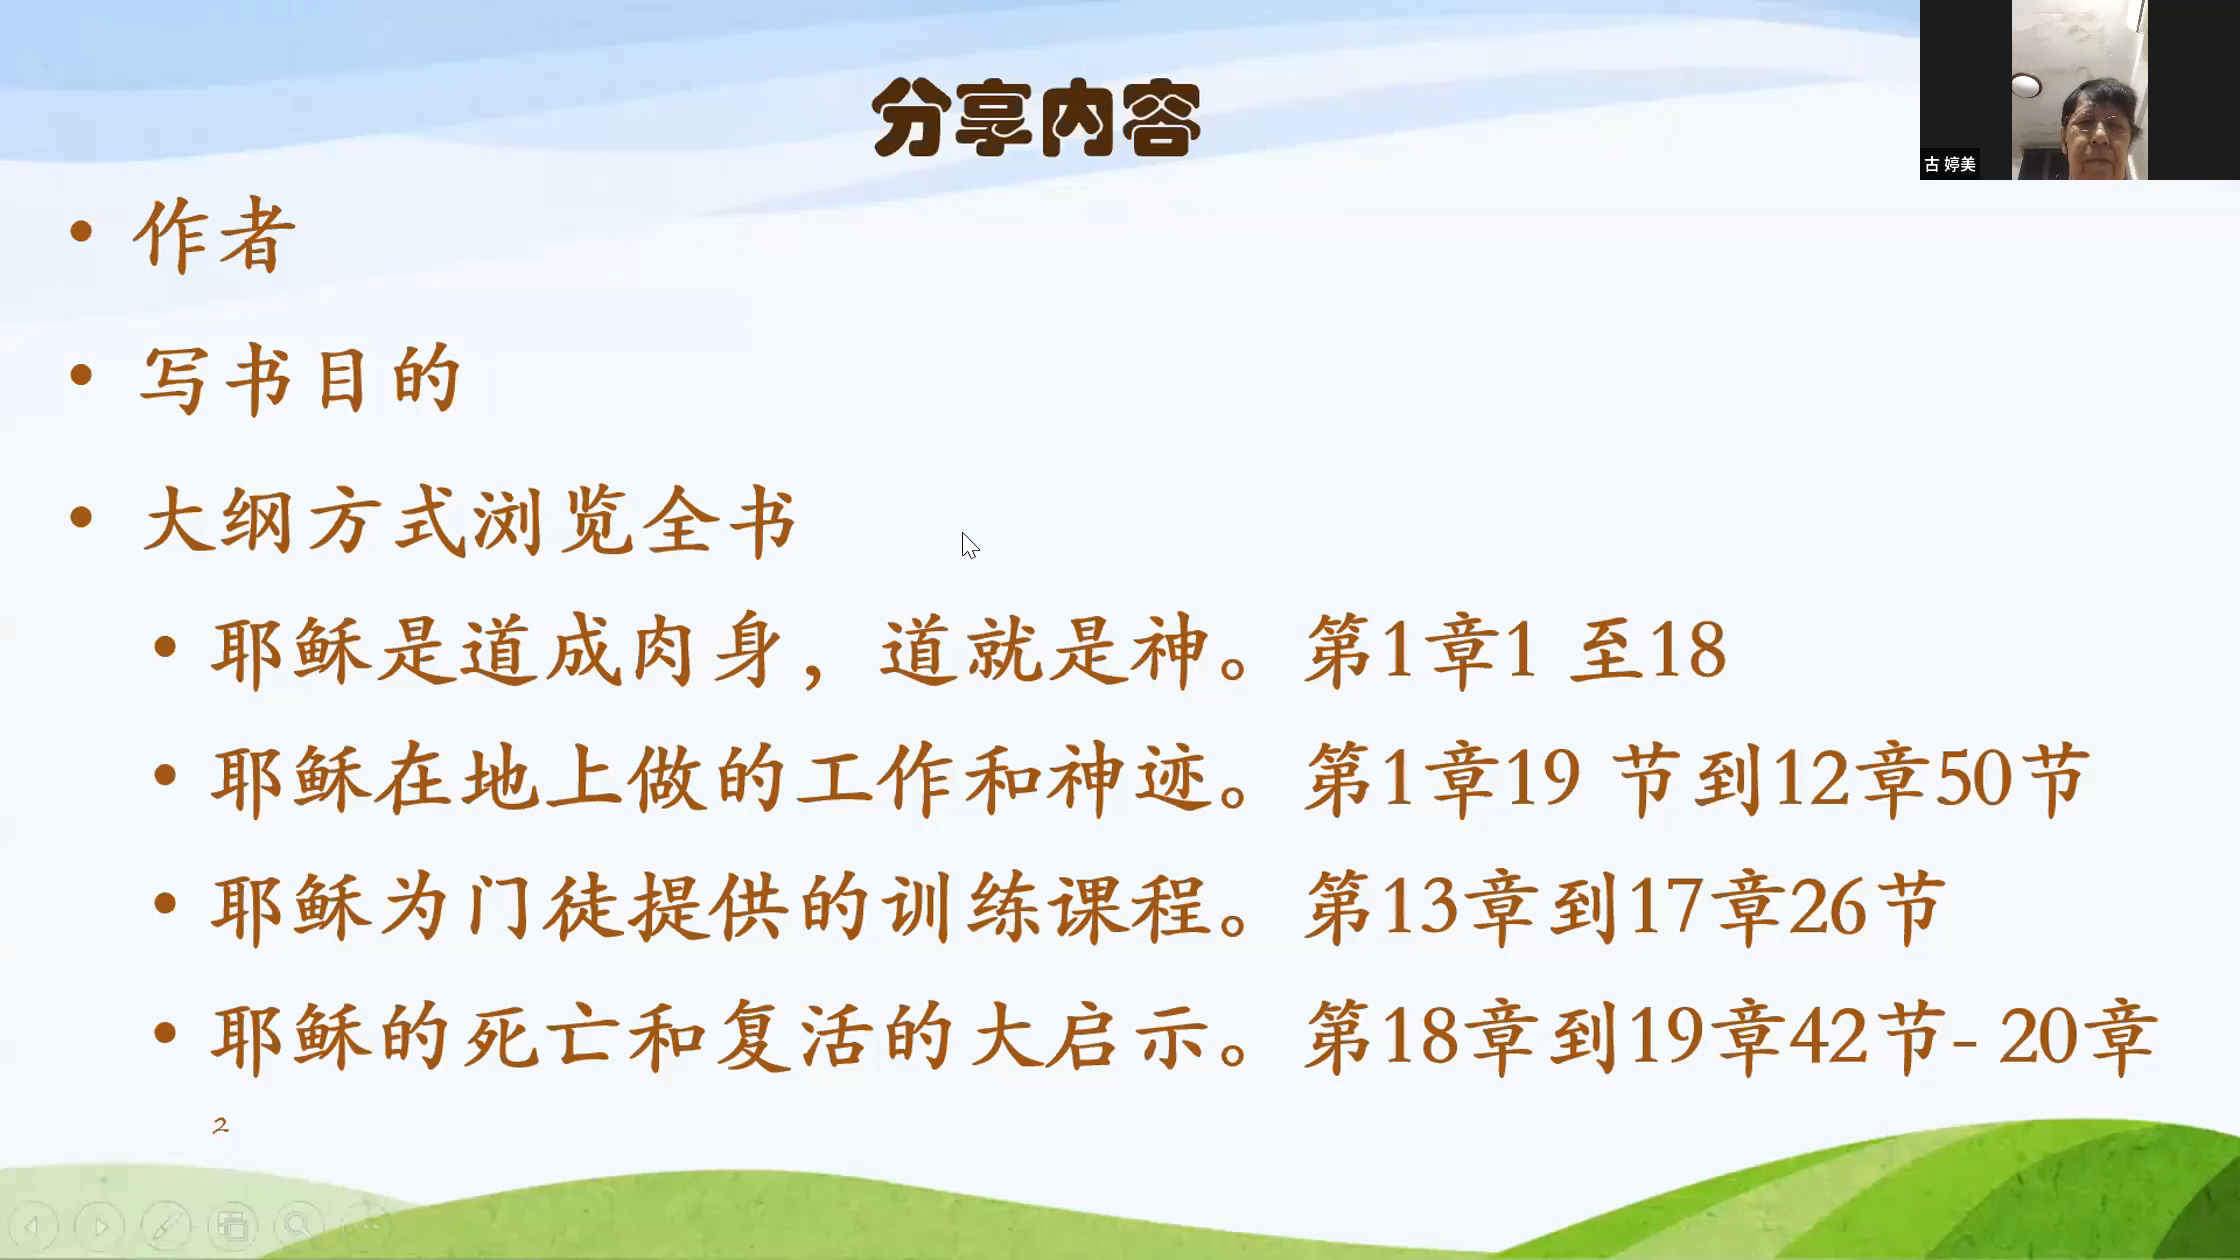 分享内容
古 婷美
• 作者
• 写书目的
• 大纲方式浏览全书
• 耶稣是道成肉身，道就是神。第1章1 至18
• 耶稣在地上做的工作和神迹。第1章19 节到12章50节
• 耶稣为门徒提供的训练课程。第13章到17章26节
• 耶稣的死亡和复活的大启示。第18章到19章42节- 20章
2